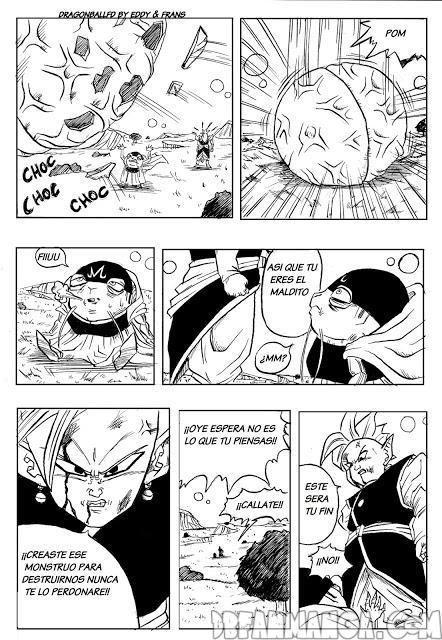 DRAGONBALLFD BY EDDY & FRANS
CHOC
CHOC
CHOC
POM
FIIUU
ASI QUE TU
ERES EL
MALDITO
¿MM?
¡¡CREASTE ESE
MONSTRUO PARA
DESTRUIRNOS NUNCA
TE LO PERDONARE!!
¡¡OYE ESPERA NO ES
LO QUE TU PIENSAS!!
¡¡CALLATE!!
ESTE
SERA TU
FIN
¡¡NO!!
DBFANMANGA.COM